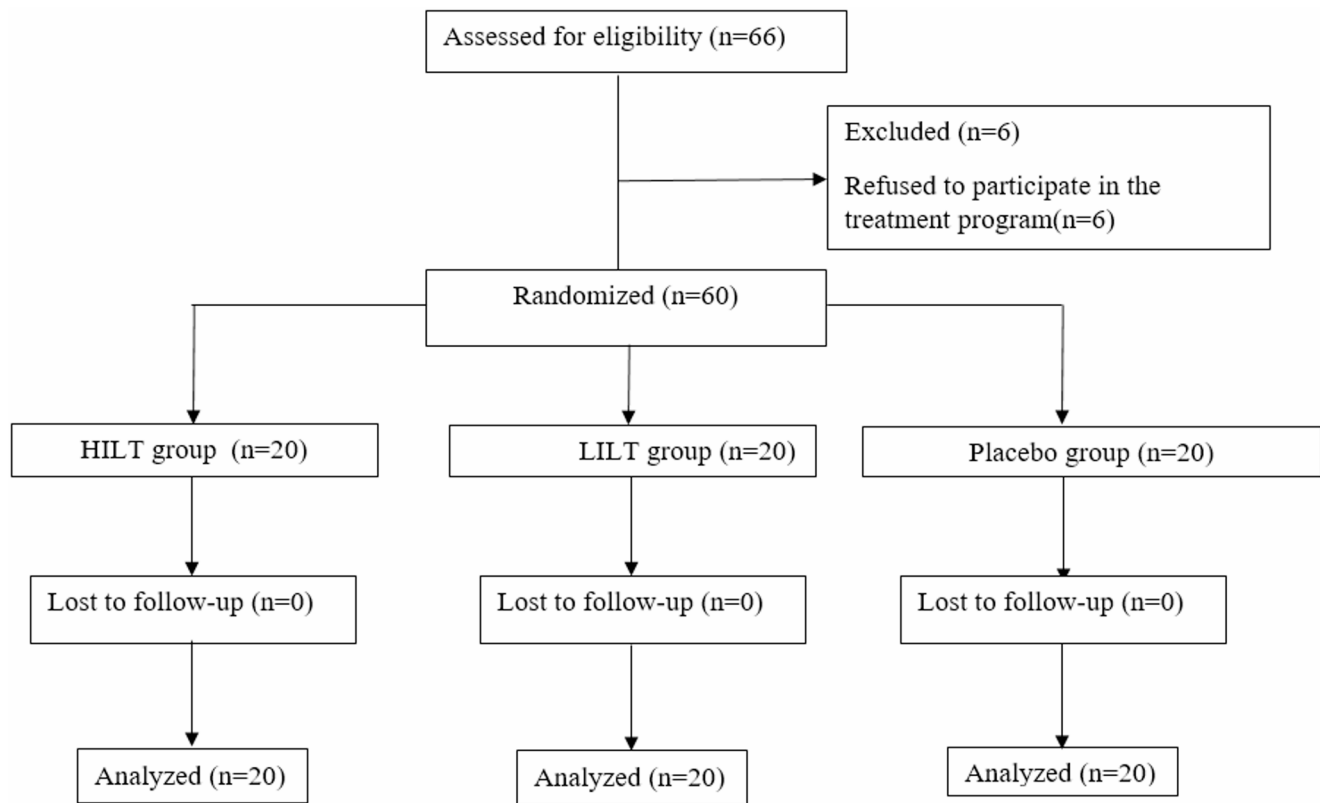 Assessed for eligibility (n=66)
Excluded (n=6)
Refused to participate in the
treatment program(n=6)
Randomized (n=60)
HILT group (n=20)
LILT group (n=20)
Placebo group (n=20)
Lost to follow-up (n=0)
Lost to follow-up (n=0)
Lost to follow-up (n=0)
Analyzed (n=20)
Analyzed (n=20)
Analyzed (n=20)